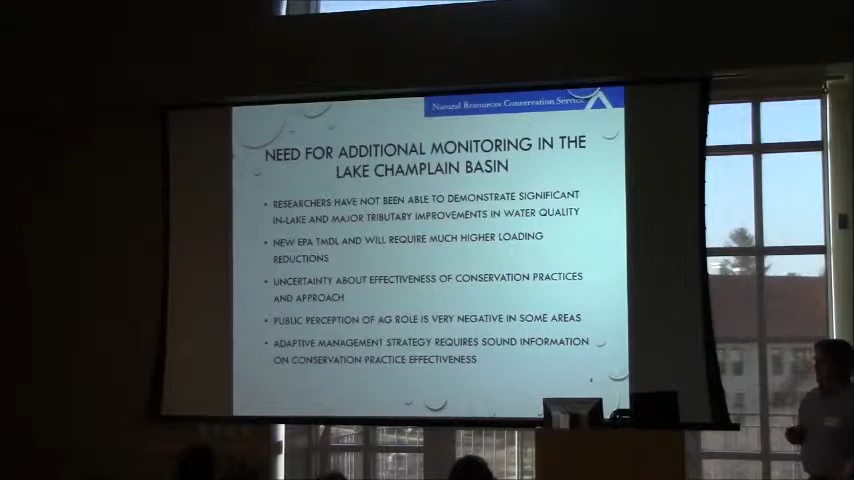 Natural Resources Conservation Service
NEED FOR ADDITIONAL MONITORING IN THE
LAKE CHAMPLAIN BASIN
• RESEARCHERS HAVE NOT BEEN ABLE TO DEMONSTRATE SIGNIFICANT
IN-LAKE AND MAJOR TRIBUTARY IMPROVEMENTS IN WATER QUALITY
• NEW EPA TMDL AND WILL REQUIRE MUCH HIGHER LOADING
REDUCTIONS
• UNCERTAINTY ABOUT EFFECTIVENESS OF CONSERVATION PRACTICES
AND APPROACH
• PUBLIC PERCEPTION OF AG ROLE IS VERY NEGATIVE IN SOME AREAS
• ADAPTIVE MANAGEMENT STRATEGY REQUIRES SOUND INFORMATION
ON CONSERVATION PRACTICE EFFECTIVENESS